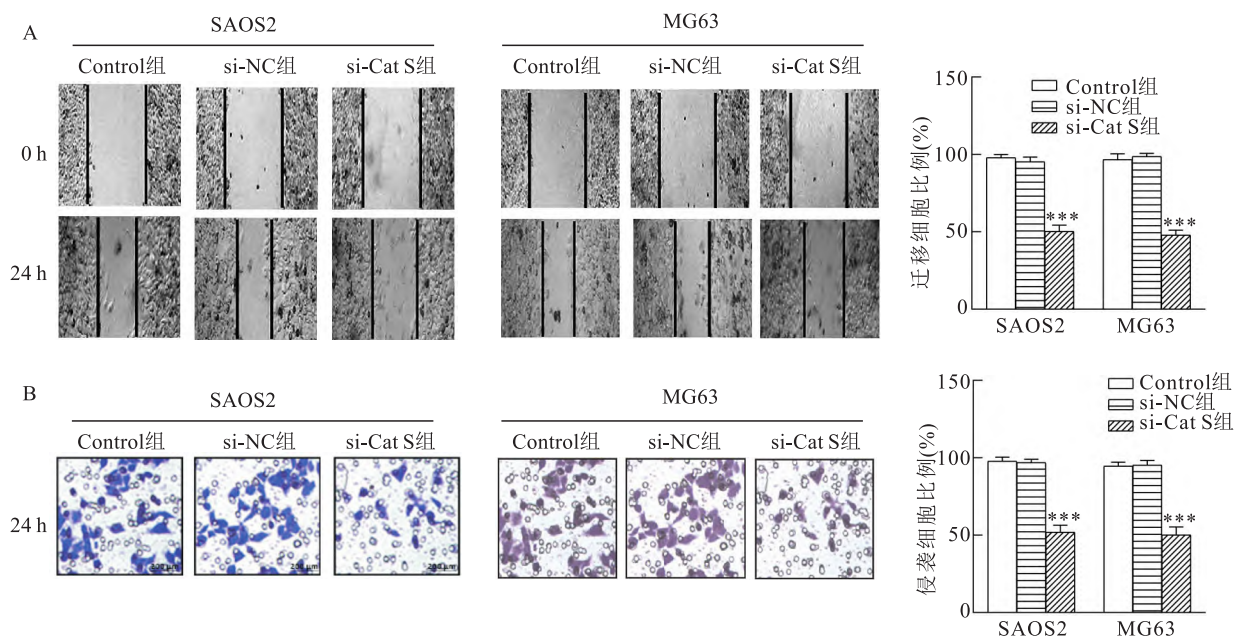 A
SAOS2
MG63
Control组 si-NC组 si-Cat S组
Control组 si-NC组 si-Cat S组
0 h
24 h
150
100
50
0
迁移细胞比例(%)
Control组
si-NC组
si-Cat S组
*** ***
SAOS2 MG63
B
SAOS2
MG63
Control组 si-NC组 si-Cat S组
Control组 si-NC组 si-Cat S组
24 h
200 μm 200 μm 200 μm
150
100
50
0
侵袭细胞比例(%)
Control组
si-NC组
si-Cat S组
*** ***
SAOS2 MG63